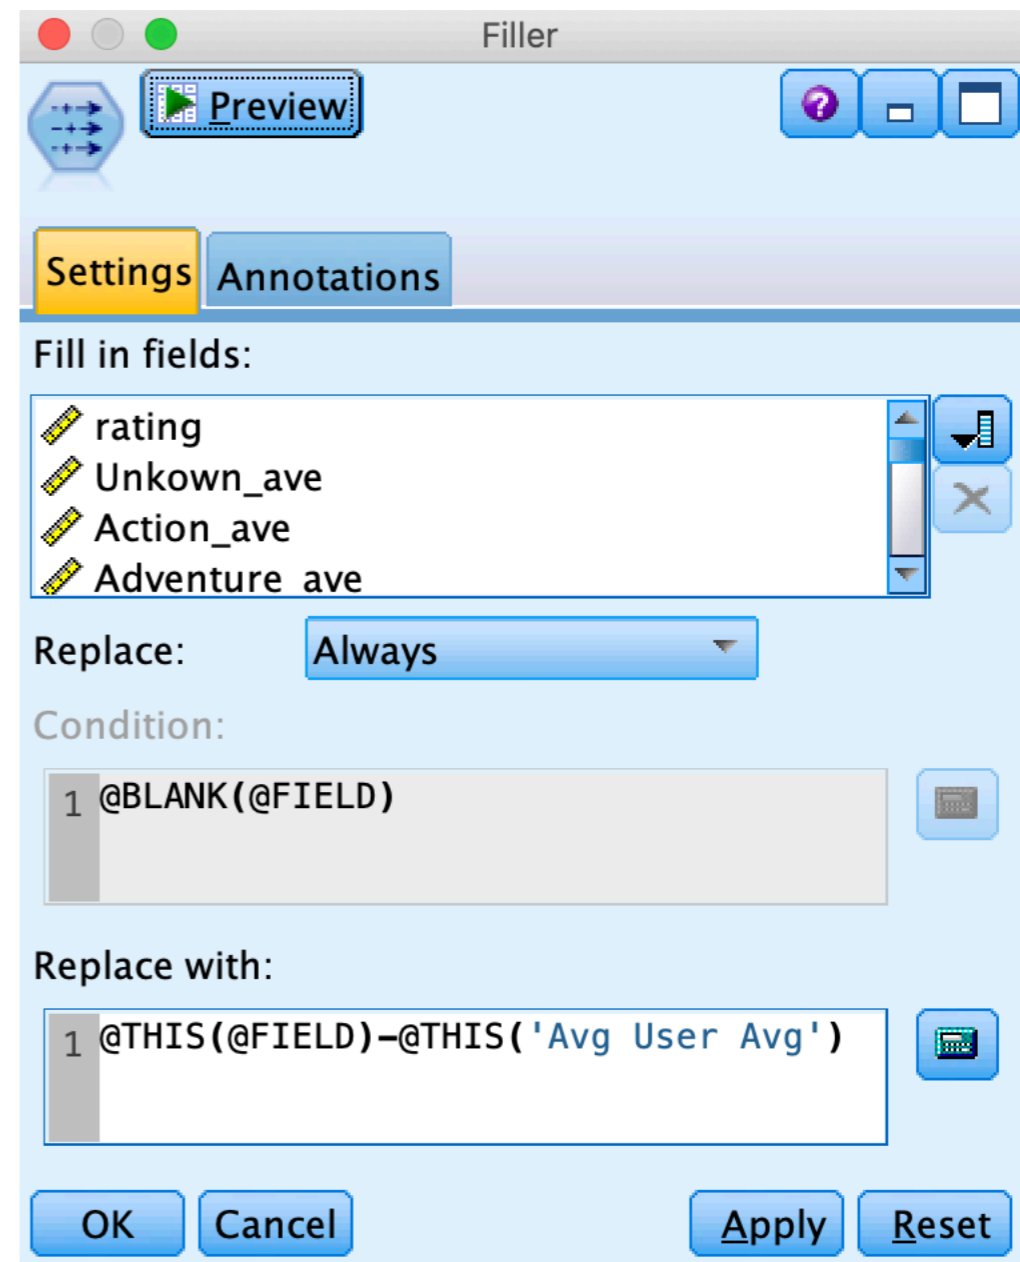 Filler
Preview
Settings Annotations
Fill in fields:
rating
Unkown_ave
Action_ave
Adventure_ave
Replace: Always
Condition:
1 @BLANK(@FIELD)
Replace with:
1 @THIS(@FIELD)-@THIS('Avg User Avg')
OK Cancel Apply Reset